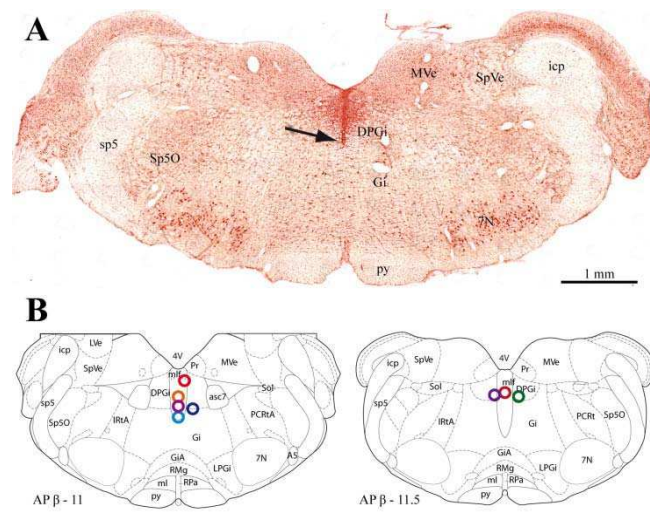 A
MVe SpVe icp
DPGi
sp5
Sp5O
Gi
7N
py
1 mm
B
icp LVe 4V
SpVe mlf Pr MVe
sp5 DPGi asc7 Sol
Sp5O IRtA PCRtA
Gi
GiA 7N A5
RMg LPGi
ml RPa
py
AP β - 11
icp SpVe 4V MVe
Pr
Sol mlf
DPGi
sp5 IRtA PCRt Sp5O
Gi
GiA 7N
RMg LPGi
ml RPa
py
AP β - 11.5